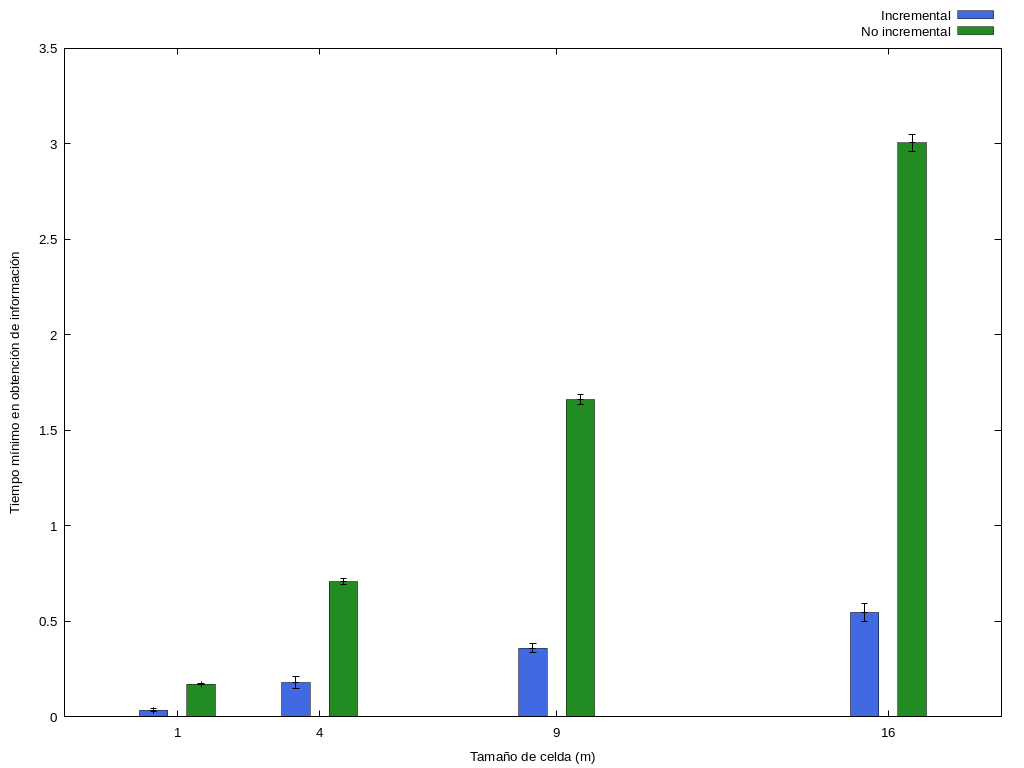 Incremental
No incremental
3.5
3
2.5
2
1.5
1
0.5
0
Tiempo mínimo en obtención de información
1 4 9 16
Tamaño de celda (m)